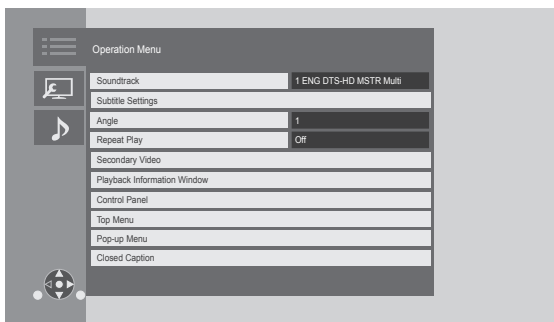 Operation Menu
Soundtrack 1 ENG DTS-HD MSTR Multi
Subtitle Settings
Angle 1
Repeat Play Off
Secondary Video
Playback Information Window
Control Panel
Top Menu
Pop-up Menu
Closed Caption